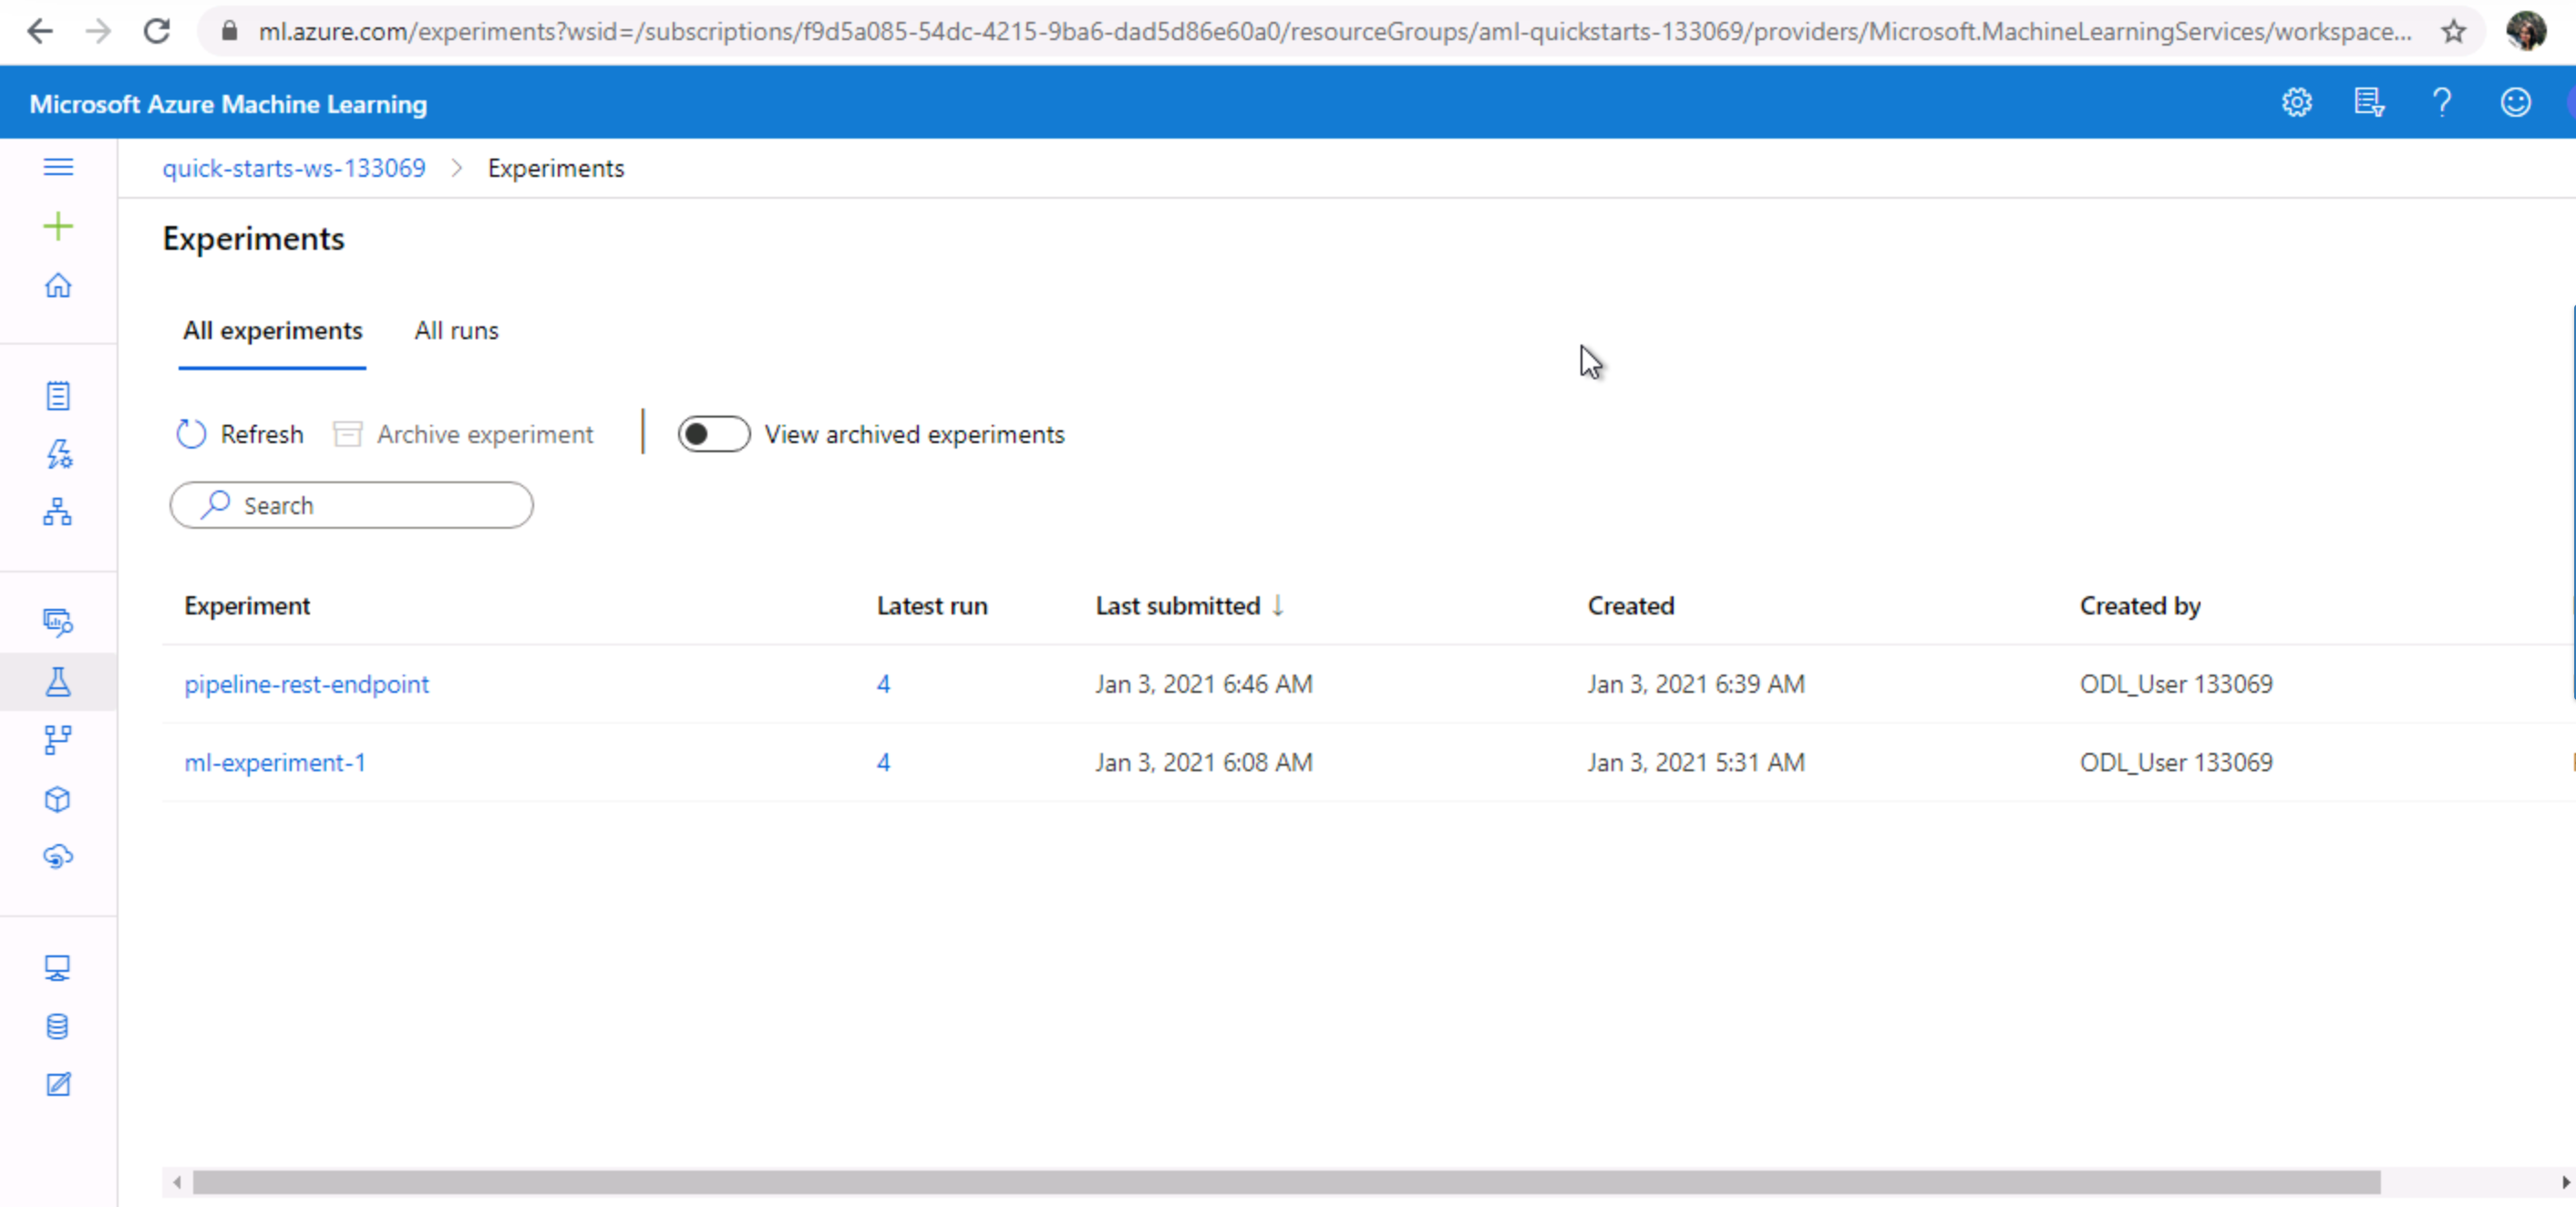 ml.azure.com/experiments?wsid=/subscriptions/f9d5a085-54dc-4215-9ba6-dad5d86e60a0/resourceGroups/aml-quickstarts-133069/providers/Microsoft.MachineLearningServices/workspace...
Microsoft Azure Machine Learning
quick-starts-ws-133069 > Experiments
Experiments
All experiments All runs
Refresh Archive experiment View archived experiments
Search
Experiment Latest run Last submitted ↓ Created Created by
pipeline-rest-endpoint 4 Jan 3, 2021 6:46 AM Jan 3, 2021 6:39 AM ODL_User 133069
ml-experiment-1 4 Jan 3, 2021 6:08 AM Jan 3, 2021 5:31 AM ODL_User 133069